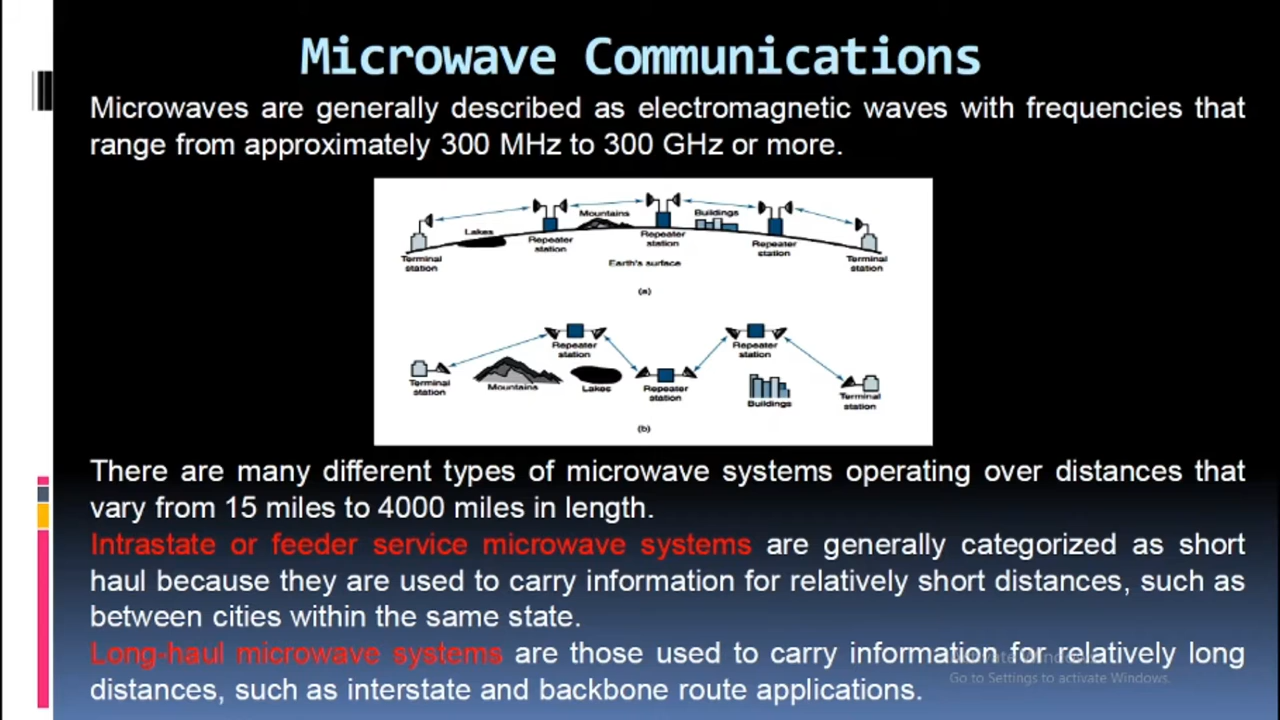 Microwave Communications
Microwaves are generally described as electromagnetic waves with frequencies that
range from approximately 300 MHz to 300 GHz or more.
Mountains
Buildings
Lakes
Repeater
station
Repeater
station
Repeater
station
Terminal
station
Earth's surface
Terminal
station
(a)
Repeater
station
Repeater
station
Terminal
station
Mountains
Lakes
Repeater
station
Buildings
Terminal
station
(b)
There are many different types of microwave systems operating over distances that
vary from 15 miles to 4000 miles in length.
Intrastate or feeder service microwave systems are generally categorized as short
haul because they are used to carry information for relatively short distances, such as
between cities within the same state.
Long-haul microwave systems are those used to carry information for relatively long
distances, such as interstate and backbone route applications.
Activate Windows
Go to Settings to activate Windows.